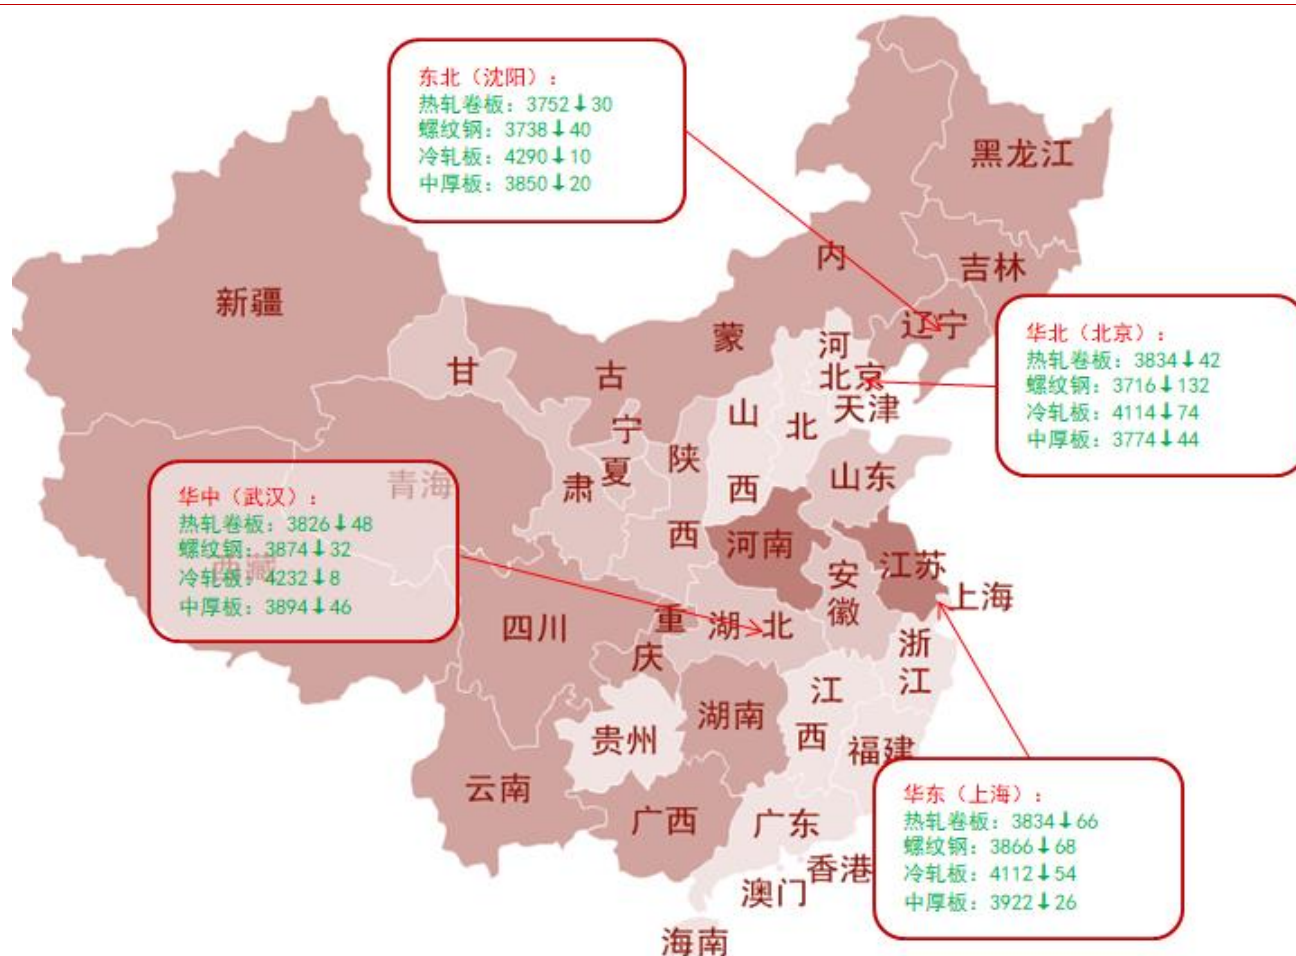 东北（沈阳）：
热轧卷板：3752↓30
螺纹钢：3738↓40
冷轧板：4290↓10
中厚板：3850↓20
黑龙江
内
吉林
新疆
辽宁
华北（北京）：
热轧卷板：3834↓42
螺纹钢：3716↓132
冷轧板：4114↓74
中厚板：3774↓44
蒙
河
甘
古
北京
天津
山
北
宁
陕
夏
肃
西
山东
青海
华中（武汉）：
热轧卷板：3826↓48
螺纹钢：3874↓32
冷轧板：4232↓8
中厚板：3894↓46
西藏
西
河南
安
徽
江苏
上海
四川
重
庆
湖
北
浙
江
江
西
湖南
贵州
福建
云南
广西
广东
华东（上海）：
热轧卷板：3834↓66
螺纹钢：3866↓68
冷轧板：4112↓54
中厚板：3922↓26
香港
澳门
海南